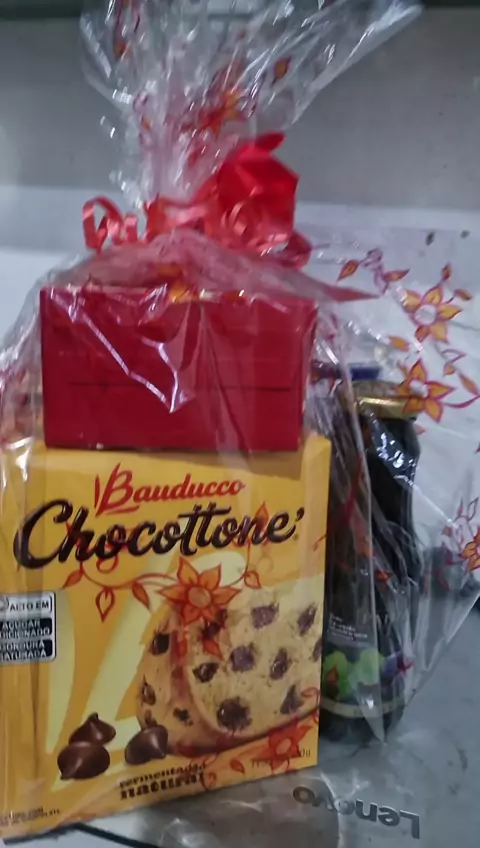 Bauducco
Chocottone
ALTO EM
AÇÚCAR
ADICIONADO
GORDURA
SATURADA
fermentação
natural
Lenovo